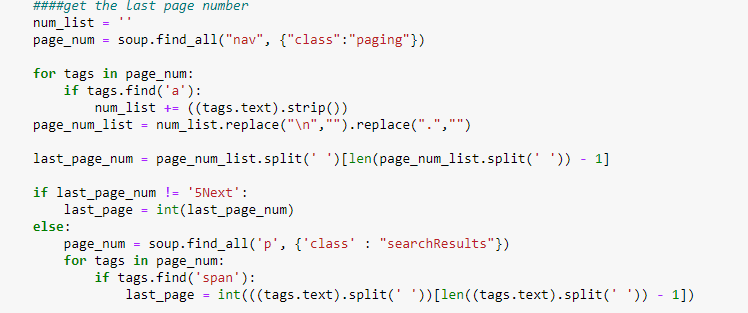 ####get the last page number
num_list = ''
page_num = soup.find_all("nav", {"class":"paging"})
for tags in page_num:
    if tags.find('a'):
        num_list += ((tags.text).strip())
page_num_list = num_list.replace("\n","").replace(".","")
last_page_num = page_num_list.split(' ')[len(page_num_list.split(' ')) - 1]
if last_page_num != '5Next':
    last_page = int(last_page_num)
else:
    page_num = soup.find_all('p', {'class' : "searchResults"})
    for tags in page_num:
        if tags.find('span'):
            last_page = int(((tags.text).split(' '))[len((tags.text).split(' ')) - 1])